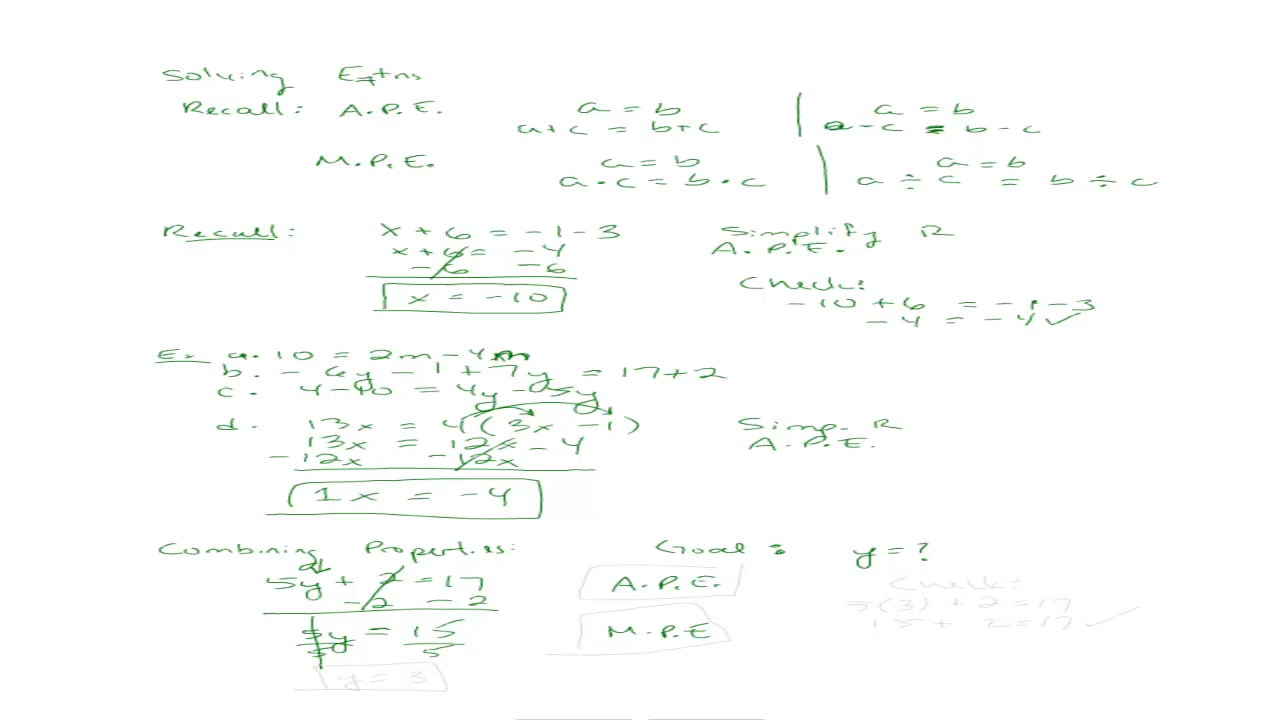 Solving Eqtns
Recall: A.P.E. a = b | a = b
a+c = b+c | a - c = b - c
M.P.E. a = b | a = b
a • c = b • c | a ÷ c = b ÷ c
Recall: x + 6 = -1 - 3 Simplify R
x + 6 = -4 A.P.E.
-6 -6
x = -10 Check:
-10 + 6 = -1 - 3
-4 = -4 ✓
Ex a. 10 = 2m - 4m
b. - 6y - 1 + 7y = 17 + 2
c. 4 - 10 = 4y - 5y
d. 13x = 4(3x - 1) Simp. R
13x = 12x - 4 A.P.E.
-12x -12x
1x = -4
Combining Properties: Goal: y = ?
5y + 2 = 17 A.P.E. Check:
-2 -2 5(3) + 2 = 17
5y = 15 M.P.E 15 + 2 = 17 ✓
5 5
y = 3